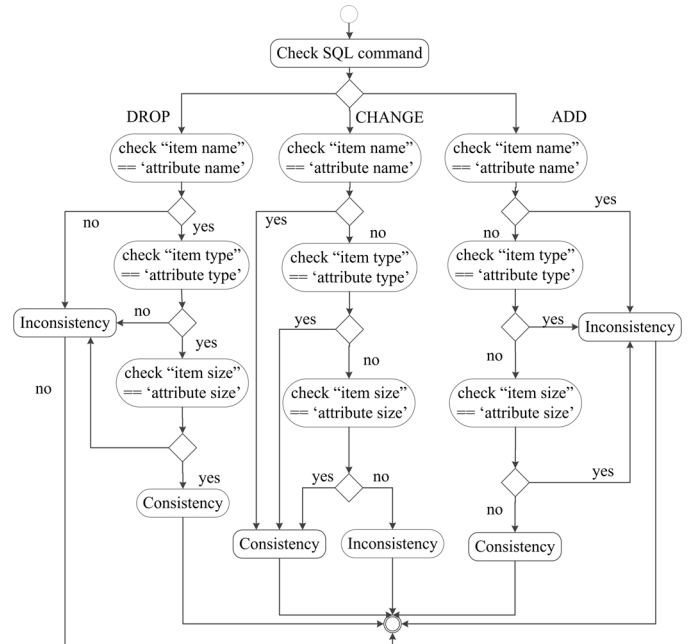 Check SQL command
DROP
CHANGE
ADD
check “item name”
== ‘attribute name’
check “item name”
== ‘attribute name’
check “item name”
== ‘attribute name’
no
yes
yes
no
no
yes
check “item type”
== ‘attribute type’
check “item type”
== ‘attribute type’
check “item type”
== ‘attribute type’
Inconsistency
no
yes
yes
no
yes
no
Inconsistency
check “item size”
== ‘attribute size’
check “item size”
== ‘attribute size’
check “item size”
== ‘attribute size’
no
yes
yes
no
yes
no
Consistency
Consistency
Inconsistency
Consistency